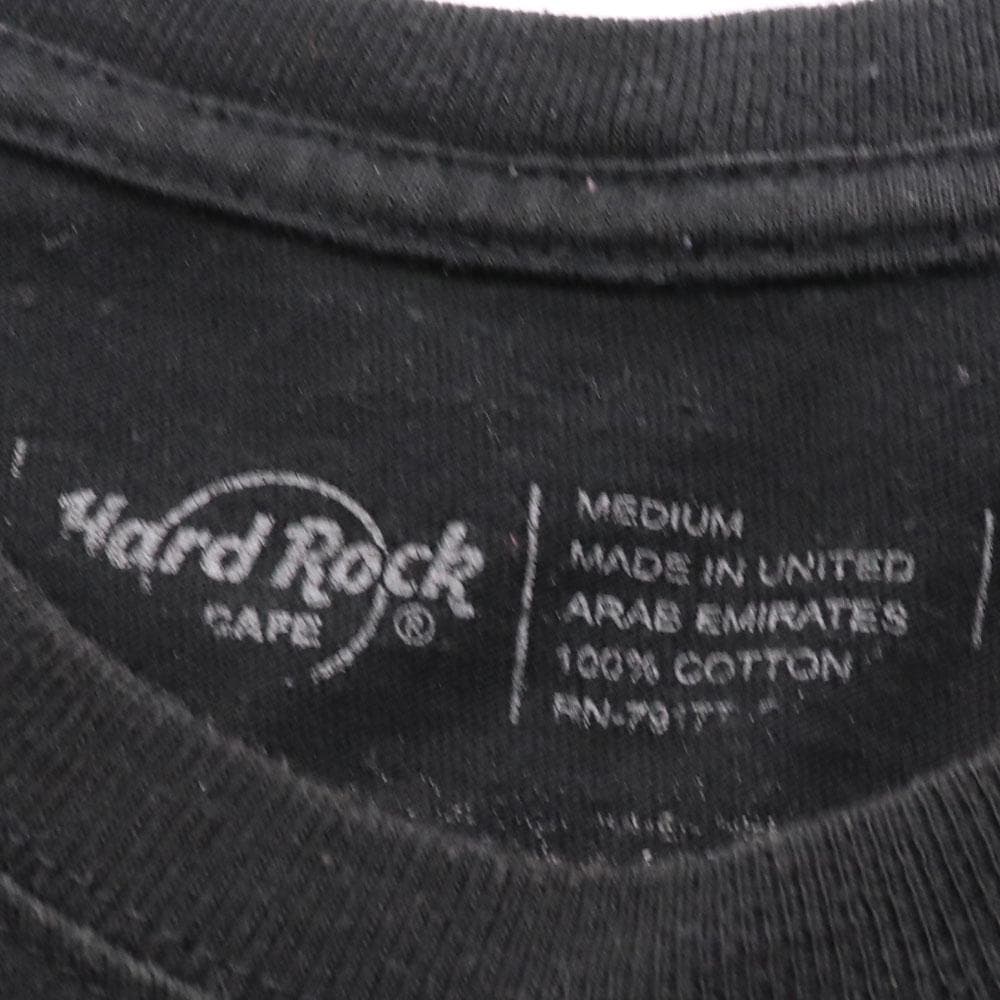 Hard Rock
CAFE ®
MEDIUM
MADE IN UNITED
ARAB EMIRATES
100% COTTON